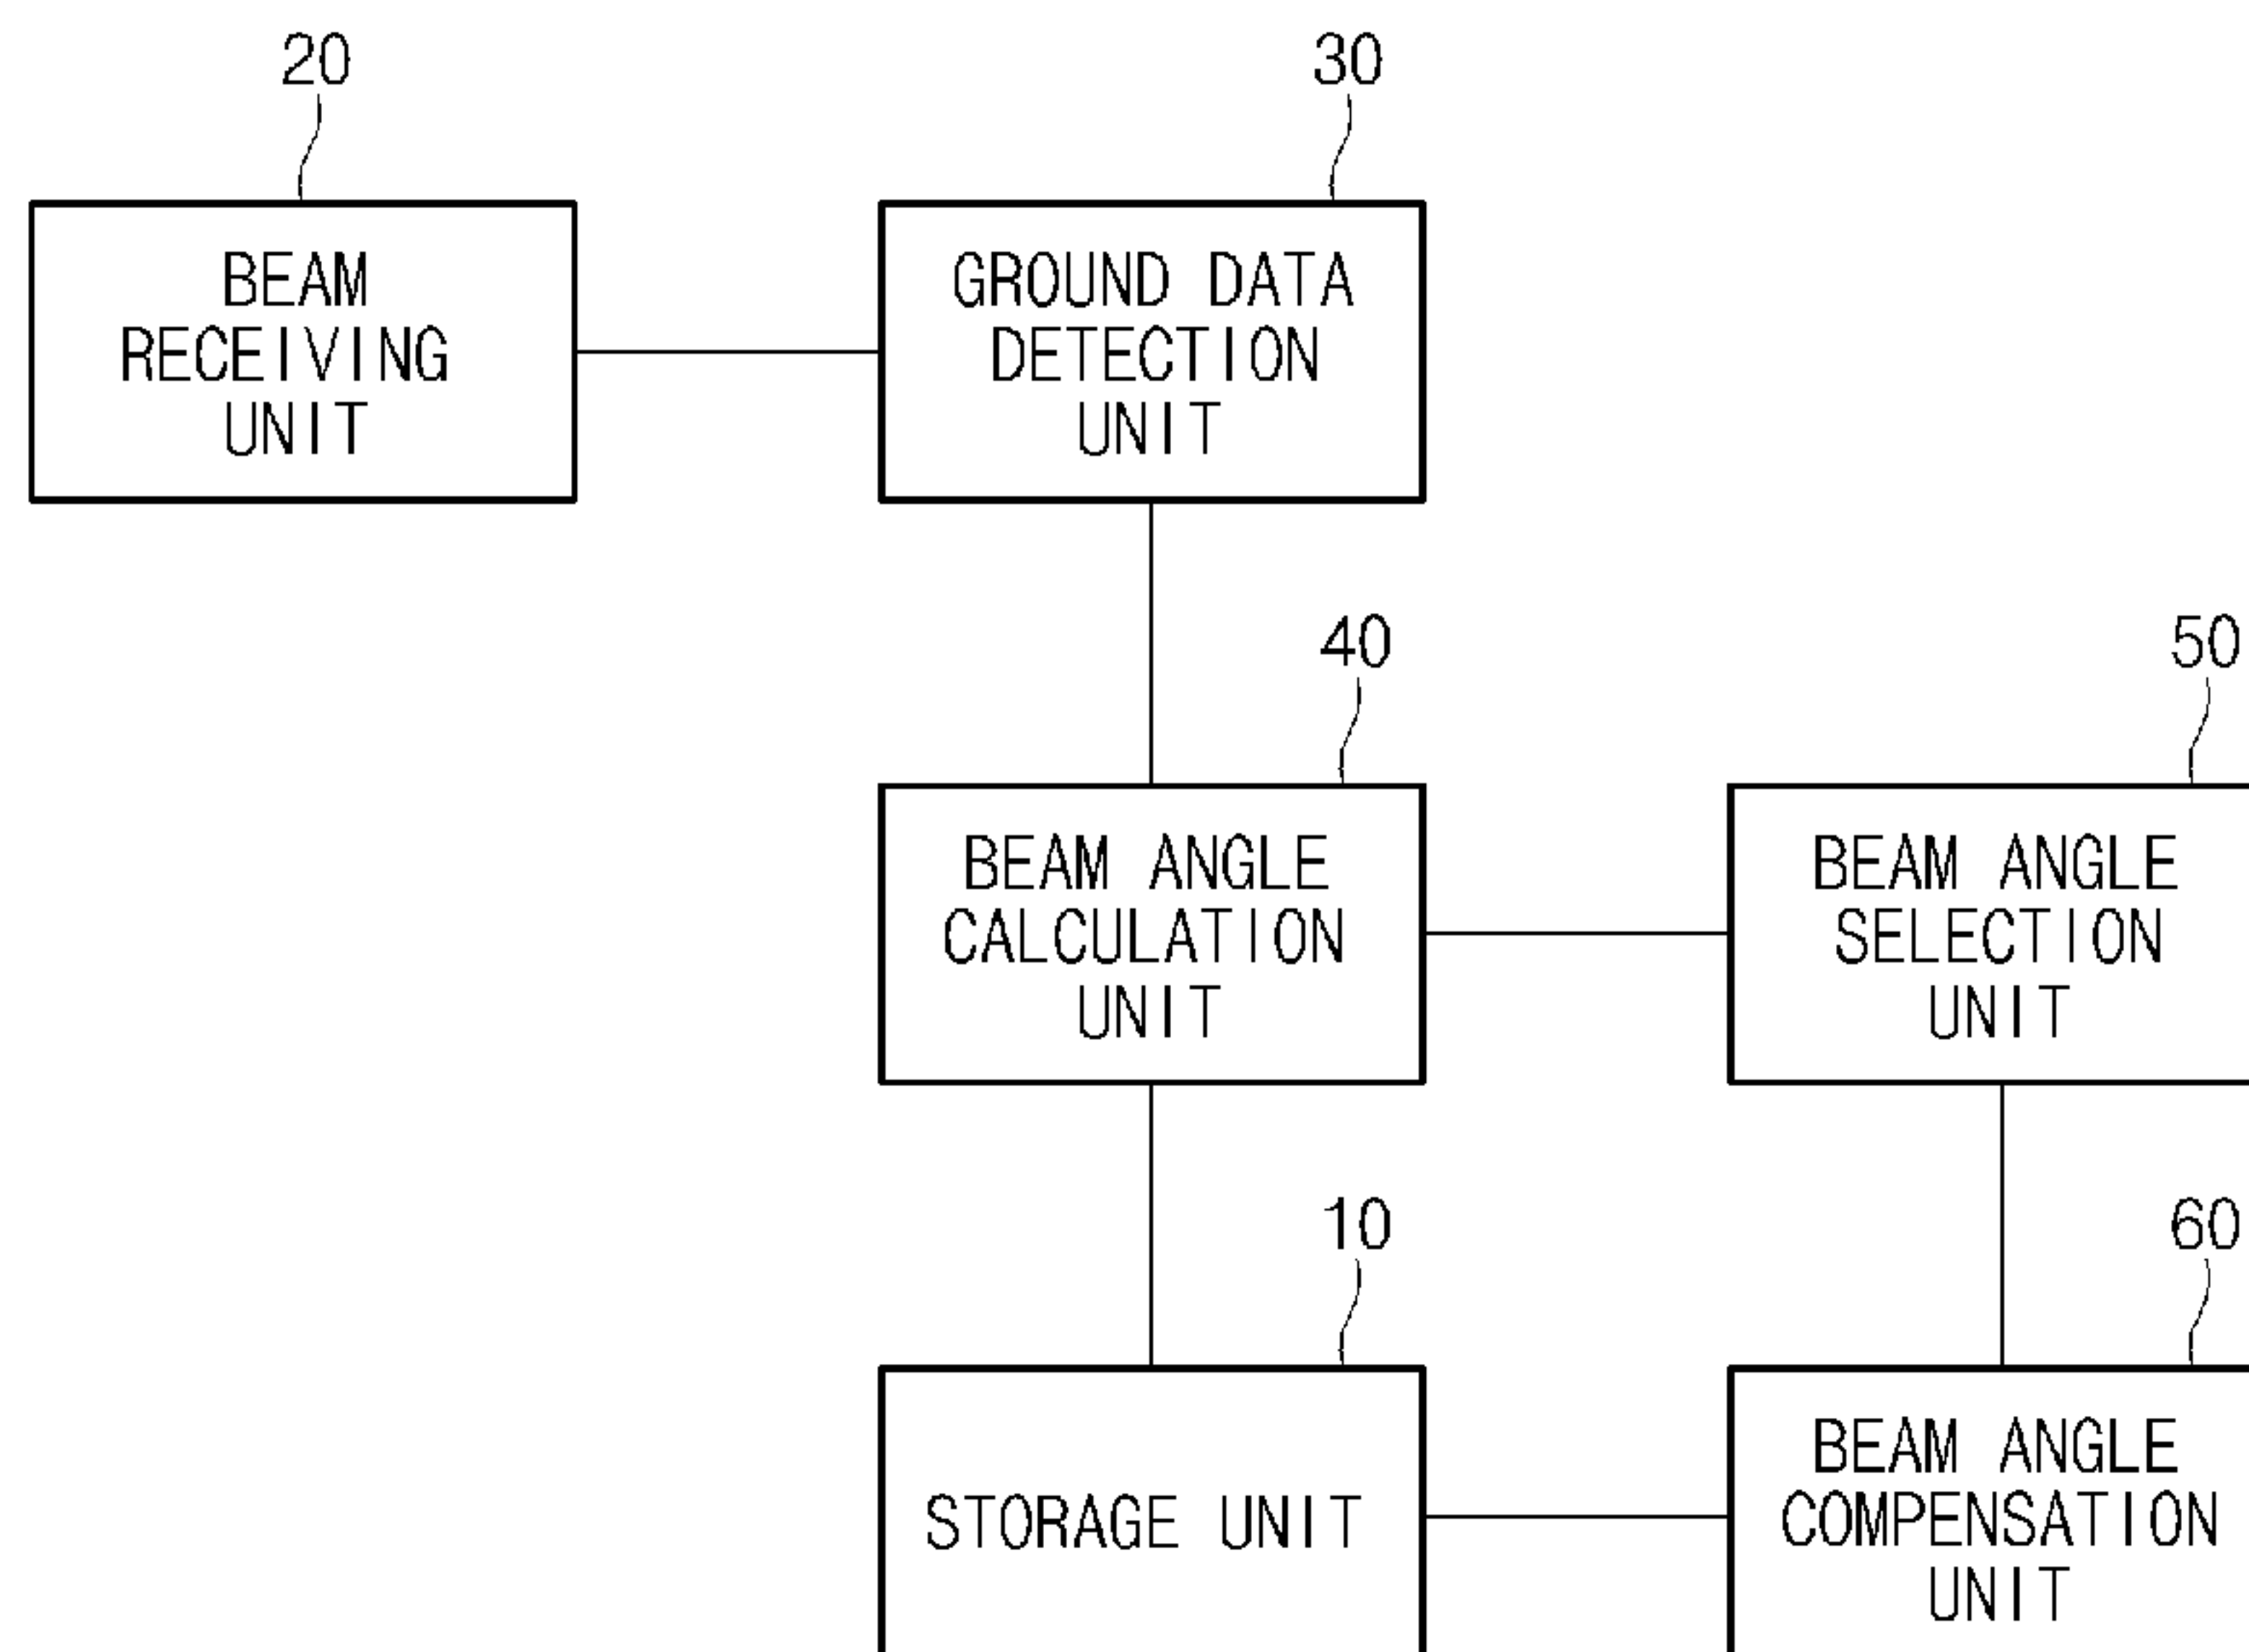 20
30
BEAM
RECEIVING
UNIT
GROUND DATA
DETECTION
UNIT
40
50
BEAM ANGLE
CALCULATION
UNIT
BEAM ANGLE
SELECTION
UNIT
10
60
STORAGE UNIT
BEAM ANGLE
COMPENSATION
UNIT